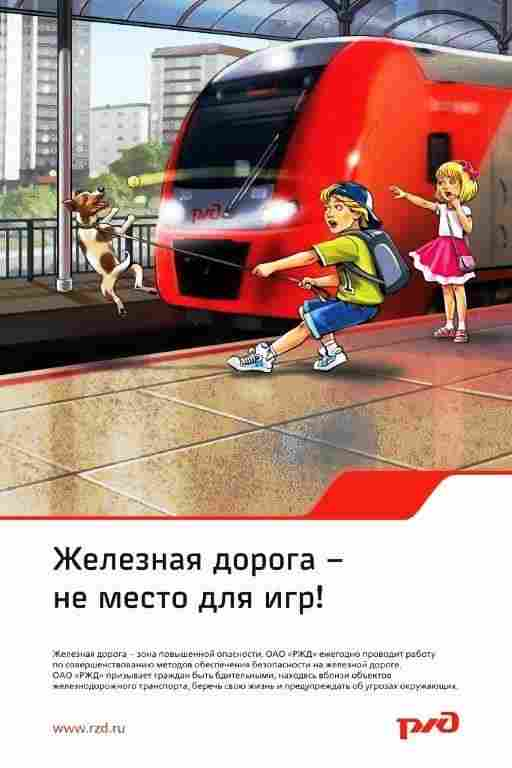 РЖД
Железная дорога –
не место для игр!
Железная дорога – зона повышенной опасности. ОАО «РЖД» ежегодно проводит работу
по совершенствованию методов обеспечения безопасности на железной дороге.
ОАО «РЖД» призывает граждан быть бдительными, находясь вблизи объектов
железнодорожного транспорта, беречь свою жизнь и предупреждать об угрозах окружающих.
www.rzd.ru
РЖД